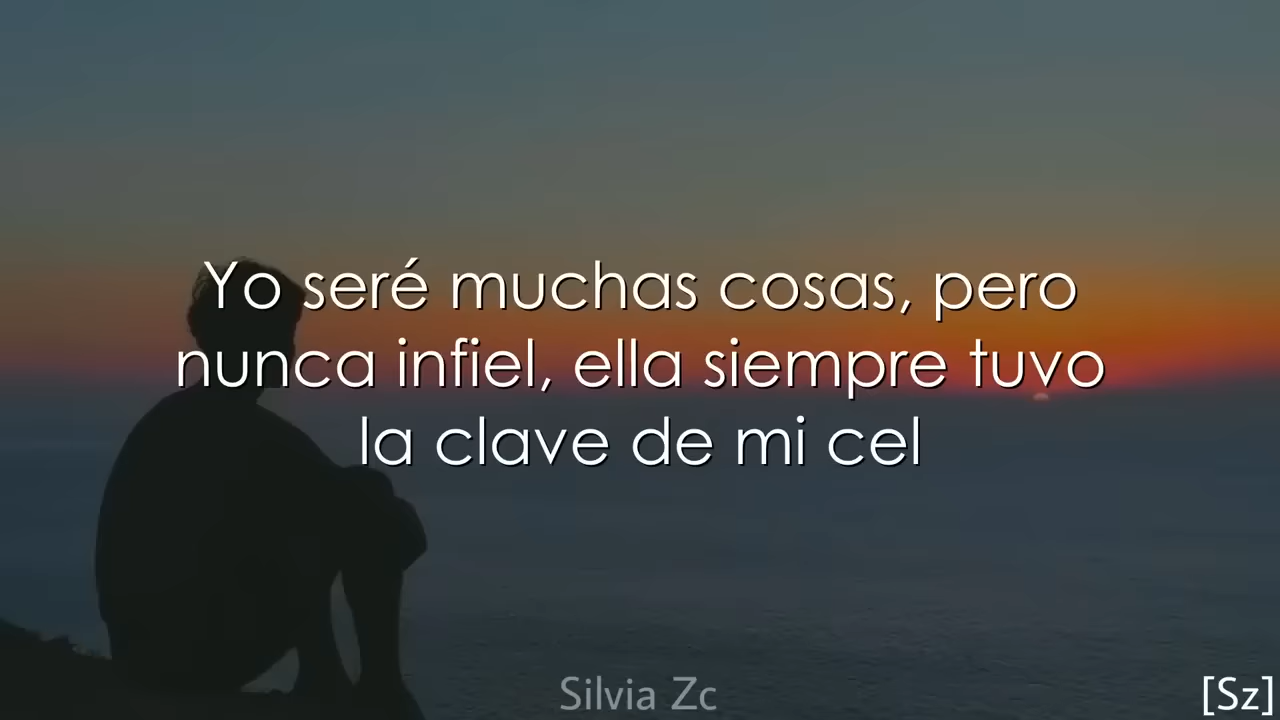 Yo seré muchas cosas, pero
nunca infiel, ella siempre tuvo
la clave de mi cel
Silvia Zc
[Sz]